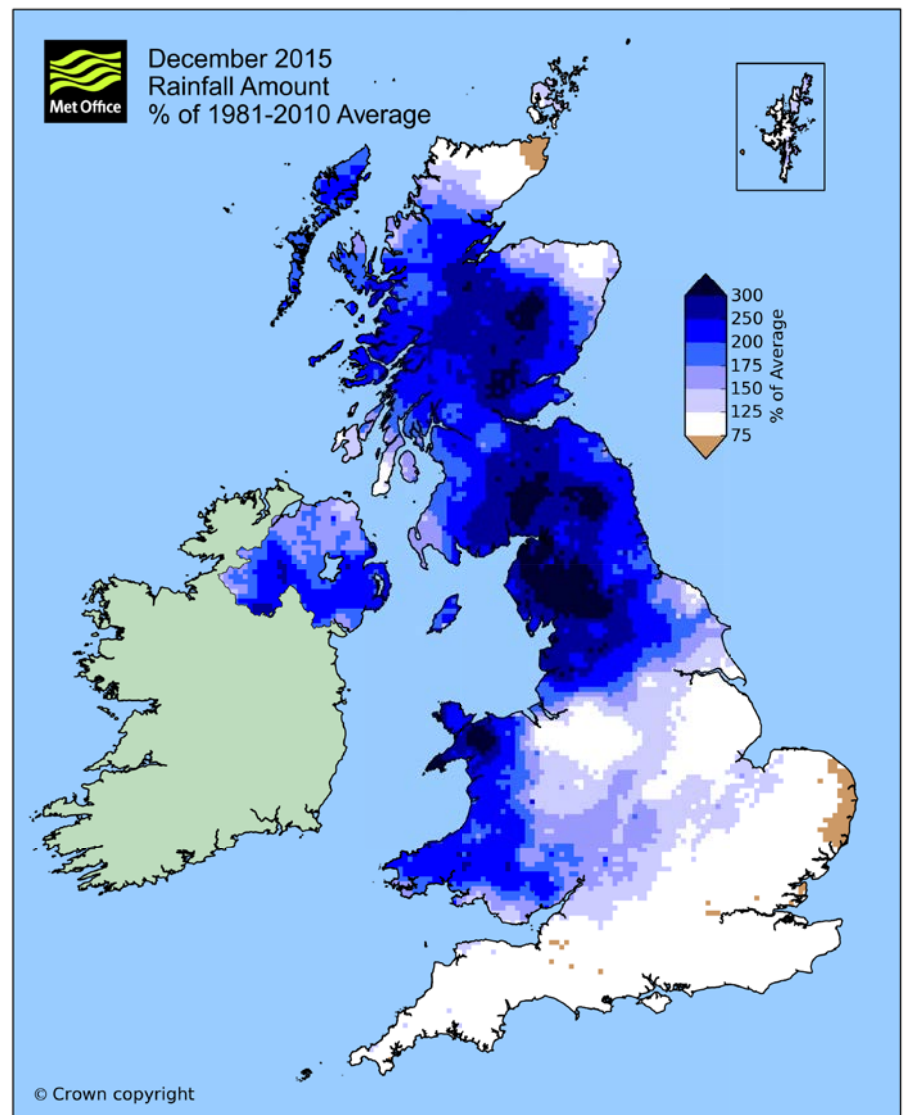 Met Office
December 2015
Rainfall Amount
% of 1981-2010 Average
300
250
200
175
150
125
75
% of Average
© Crown copyright